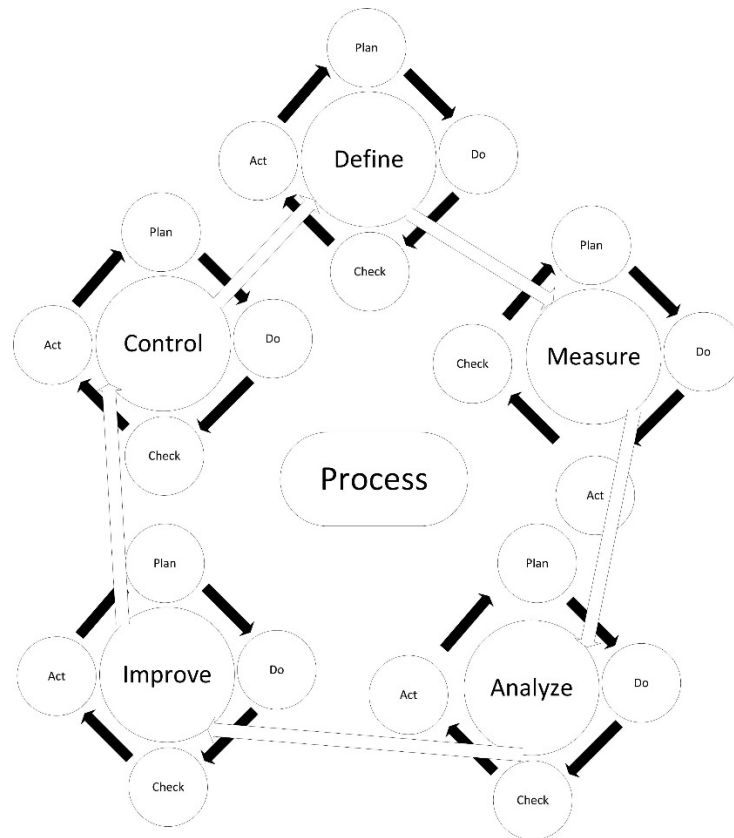 Plan
Act
Define
Do
Check
Plan
Act
Control
Do
Check
Plan
Check
Measure
Do
Act
Process
Plan
Act
Improve
Do
Check
Plan
Act
Analyze
Do
Check